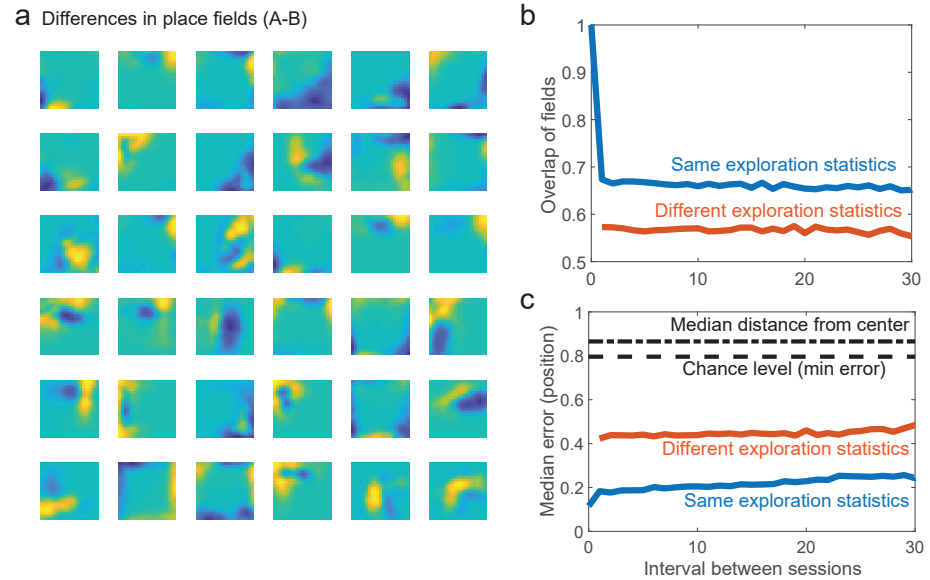 a Differences in place fields (A-B)
b
1
0.9
0.8
0.7
0.6
0.5
Overlap of fields
Same exploration statistics
Different exploration statistics
0 10 20 30
c
1
0.8
0.6
0.4
0.2
0
Median error (position)
Median distance from center
Chance level (min error)
Different exploration statistics
Same exploration statistics
0 10 20 30
Interval between sessions